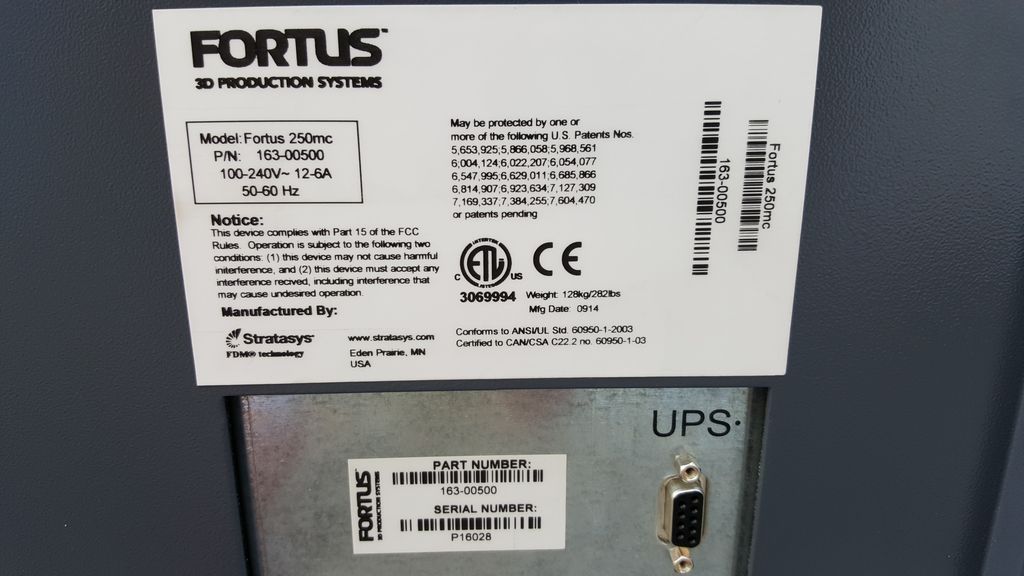 FORTUS™
3D PRODUCTION SYSTEMS
Model: Fortus 250mc
P/N: 163-00500
100-240V~ 12-6A
50-60 Hz
Notice:
This device complies with Part 15 of the FCC
Rules. Operation is subject to the following two
conditions: (1) this device may not cause harmful
interference, and (2) this device must accept any
interference recived, including interference that
may cause undesired operation.
Manufactured By:
Stratasys®
FDM® technology
www.stratasys.com
Eden Prairie, MN
USA
May be protected by one or
more of the following U.S. Patents Nos.
5,653,925;5,866,058;5,968,561
6,004,124;6,022,207;6,054,077
6,547,995;6,629,011;6,685,866
6,814,907;6,923,634;7,127,309
7,169,337;7,384,255;7,604,470
or patents pending
INTERTEK
ETL
LISTED
C US
CE
3069994
Weight: 128kg/282lbs
Mfg Date: 0914
Conforms to ANSI/UL Std. 60950-1-2003
Certified to CAN/CSA C22.2 no. 60950-1-03
163-00500
Fortus 250mc
UPS
FORTUS
3D PRODUCTION SYSTEMS
PART NUMBER:
163-00500
SERIAL NUMBER:
P16028